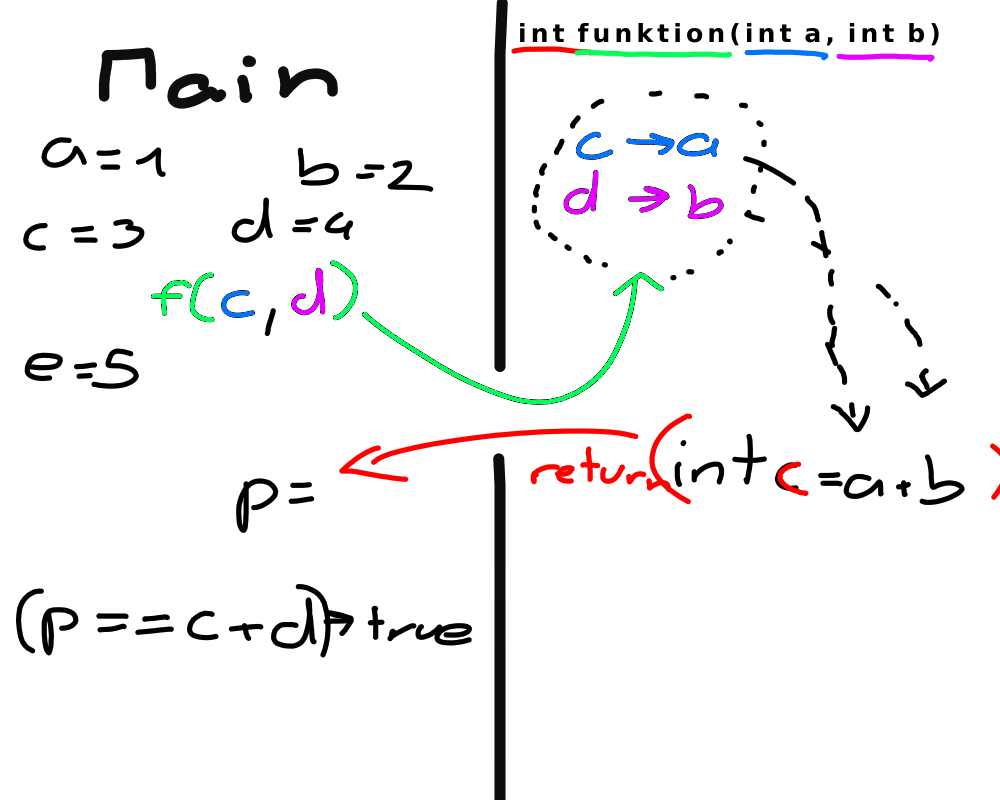 Main
a = 1 b = 2
c = 3 d = 4
f(c, d)
e = 5
p =
(p == c + d) → true
int funktion(int a, int b)
c → a
d → b
return (int c = a + b)